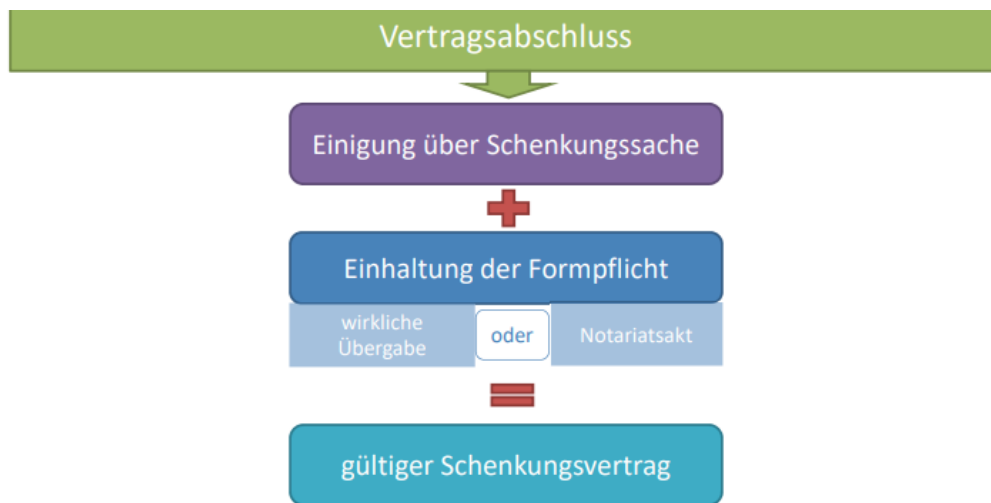 Vertragsabschluss
Einigung über Schenkungssache
Einhaltung der Formpflicht
wirkliche
Übergabe
oder
Notariatsakt
gültiger Schenkungsvertrag